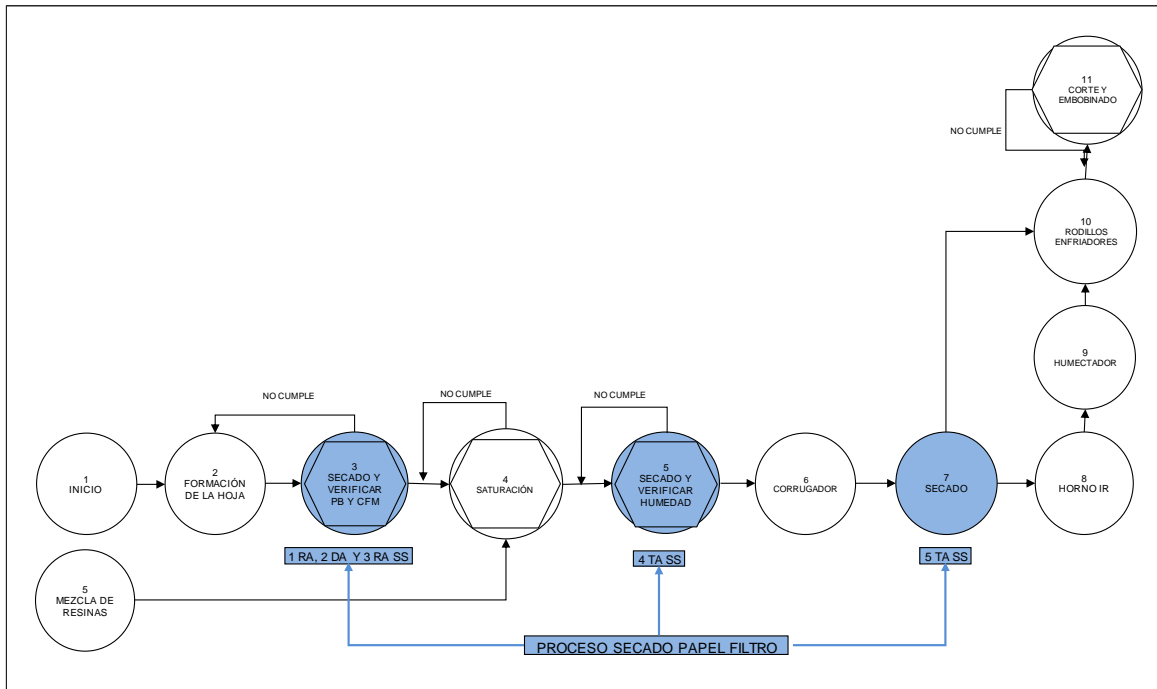 11
CORTE Y
EMBOBINADO
NO CUMPLE
10
RODILLOS
ENFRIADORES
9
HUMECTADOR
NO CUMPLE
NO CUMPLE
NO CUMPLE
1
INICIO
2
FORMACIÓN
DE LA HOJA
3
SECADO Y
VERIFICAR
PB Y CFM
4
SATURACIÓN
5
SECADO Y
VERIFICAR
HUMEDAD
6
CORRUGADOR
7
SECADO
8
HORNO IR
1 RA, 2 DA Y 3 RA SS
4 TA SS
5 TA SS
5
MEZCLA DE
RESINAS
PROCESO SECADO PAPEL FILTRO